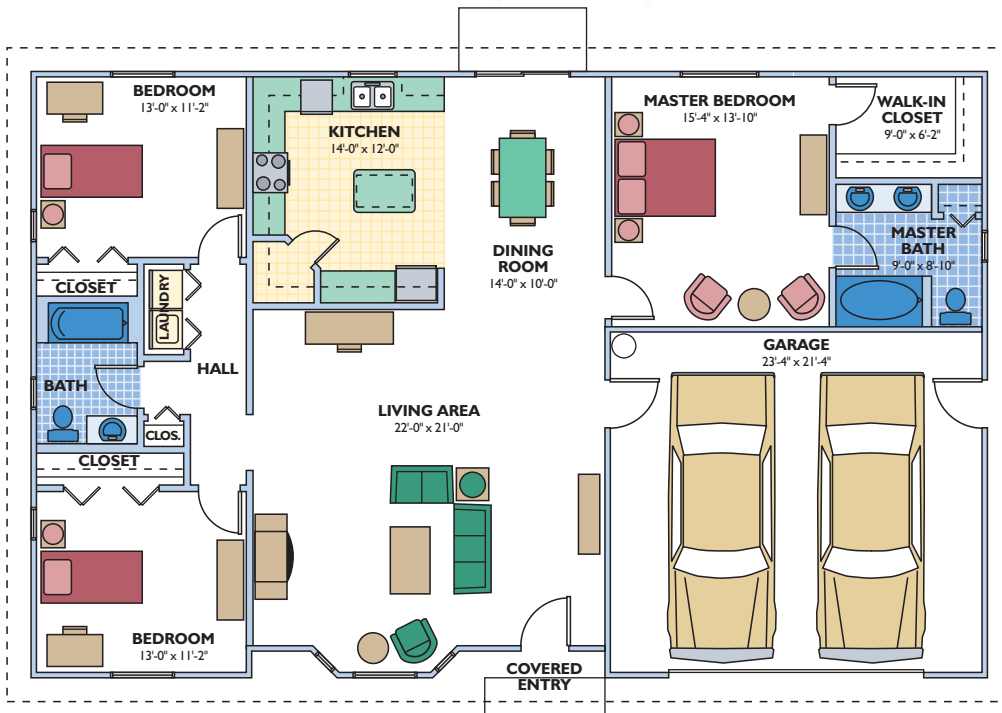 BEDROOM
13'-0" x 11'-2"
KITCHEN
14'-0" x 12'-0"
MASTER BEDROOM
15'-4" x 13'-10"
WALK-IN
CLOSET
9'-0" x 6'-2"
DINING
ROOM
14'-0" x 10'-0"
MASTER
BATH
9'-0" x 8'-10"
CLOSET
LAUNDRY
HALL
BATH
GARAGE
23'-4" x 21'-4"
LIVING AREA
22'-0" x 21'-0"
CLOS.
CLOSET
BEDROOM
13'-0" x 11'-2"
COVERED
ENTRY